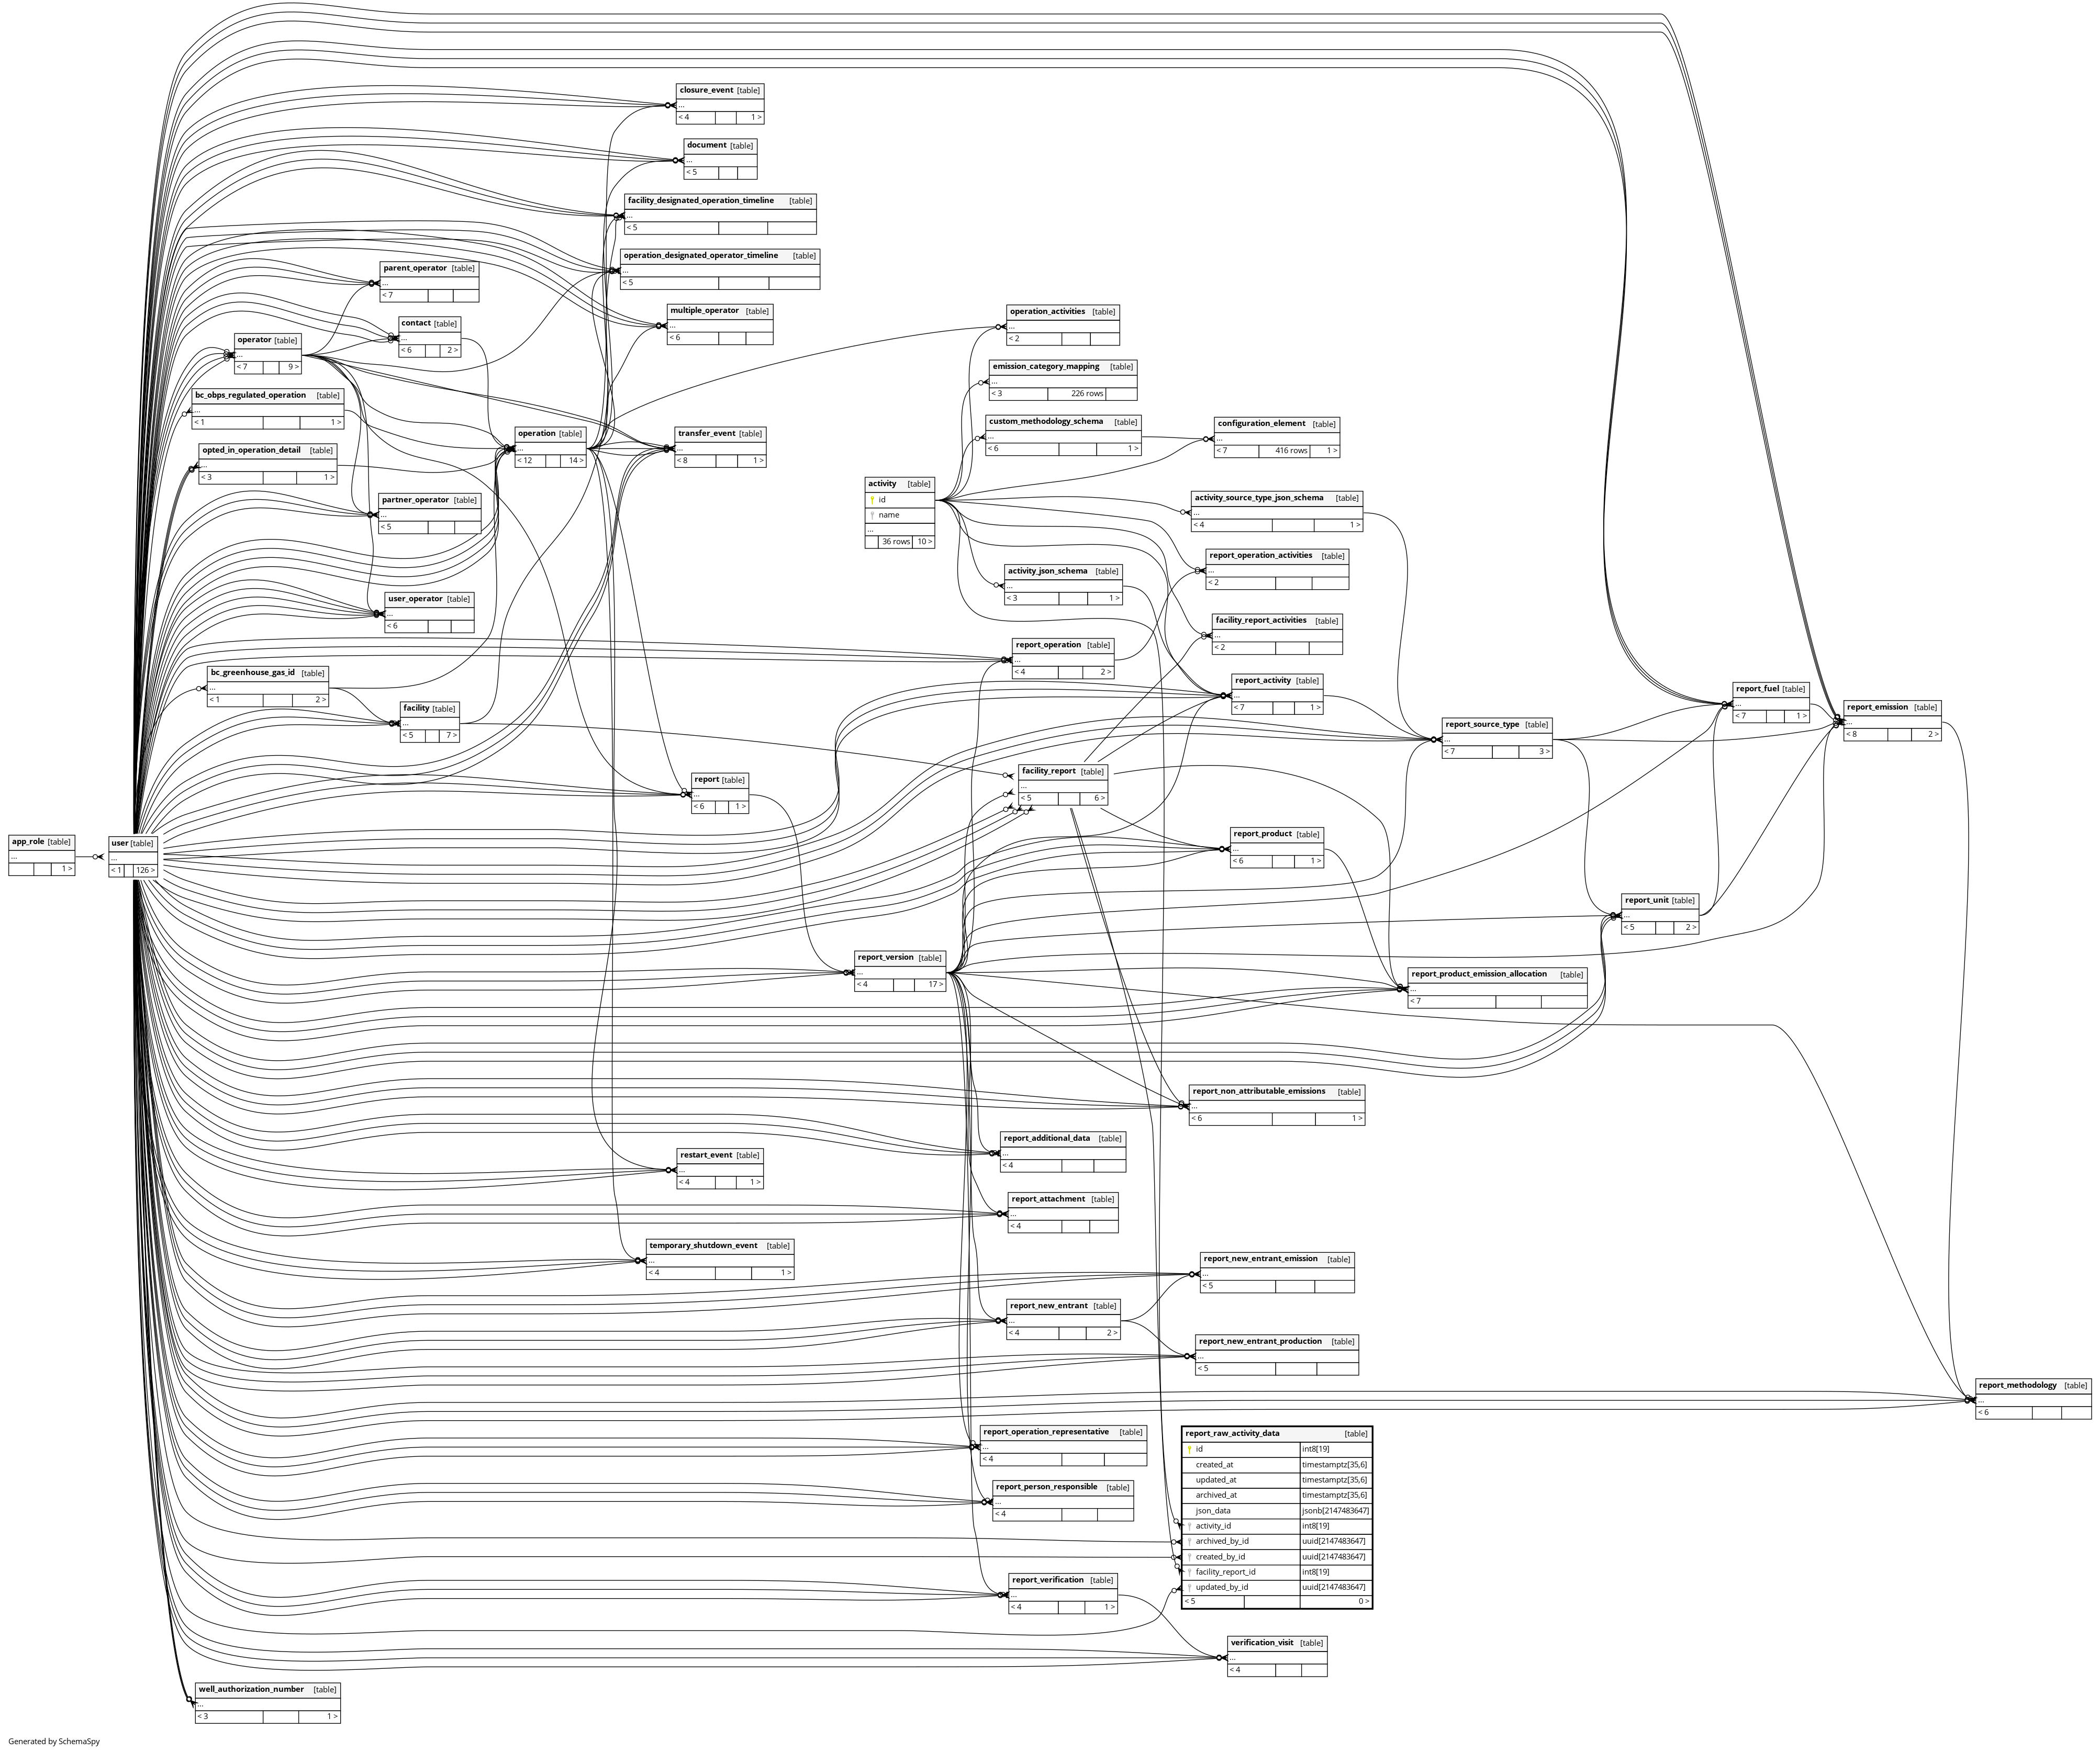 closure_event [table]
...
< 4 1 >
document [table]
...
< 5
facility_designated_operation_timeline [table]
...
< 5
operation_designated_operator_timeline [table]
...
< 5
parent_operator [table]
...
< 7
multiple_operator [table]
...
< 6
operation_activities [table]
...
< 2
contact [table]
...
< 6 2 >
operator [table]
...
< 7 9 >
emission_category_mapping [table]
...
< 3 226 rows
bc_obps_regulated_operation [table]
...
< 1 1 >
custom_methodology_schema [table]
...
< 6 1 >
configuration_element [table]
...
< 7 416 rows 1 >
operation [table]
...
< 12 14 >
transfer_event [table]
...
< 8 1 >
opted_in_operation_detail [table]
...
< 3 1 >
activity [table]
id
name
...
36 rows 10 >
partner_operator [table]
...
< 5
activity_source_type_json_schema [table]
...
< 4 1 >
report_operation_activities [table]
...
< 2
activity_json_schema [table]
...
< 3 1 >
user_operator [table]
...
< 6
facility_report_activities [table]
...
< 2
report_operation [table]
...
< 4 2 >
bc_greenhouse_gas_id [table]
...
< 1 2 >
report_activity [table]
...
< 7 1 >
report_fuel [table]
...
< 7 1 >
facility [table]
...
< 5 7 >
report_emission [table]
...
< 8 2 >
report_source_type [table]
...
< 7 3 >
facility_report [table]
...
< 5 6 >
report [table]
...
< 6 1 >
report_product [table]
...
< 6 1 >
app_role [table]
...
1 >
user [table]
...
< 1 126 >
report_unit [table]
...
< 5 2 >
report_version [table]
...
< 4 17 >
report_product_emission_allocation [table]
...
< 7
report_non_attributable_emissions [table]
...
< 6 1 >
report_additional_data [table]
...
< 4
restart_event [table]
...
< 4 1 >
report_attachment [table]
...
< 4
temporary_shutdown_event [table]
...
< 4 1 >
report_new_entrant_emission [table]
...
< 5
report_new_entrant [table]
...
< 4 2 >
report_new_entrant_production [table]
...
< 5
report_methodology [table]
...
< 6
report_operation_representative [table]
...
< 4
report_raw_activity_data [table]
id int8[19]
created_at timestamptz[35,6]
updated_at timestamptz[35,6]
archived_at timestamptz[35,6]
json_data jsonb[2147483647]
activity_id int8[19]
archived_by_id uuid[2147483647]
created_by_id uuid[2147483647]
facility_report_id int8[19]
updated_by_id uuid[2147483647]
< 5 0 >
report_person_responsible [table]
...
< 4
report_verification [table]
...
< 4 1 >
verification_visit [table]
...
< 4
well_authorization_number [table]
...
< 3 1 >
Generated by SchemaSpy